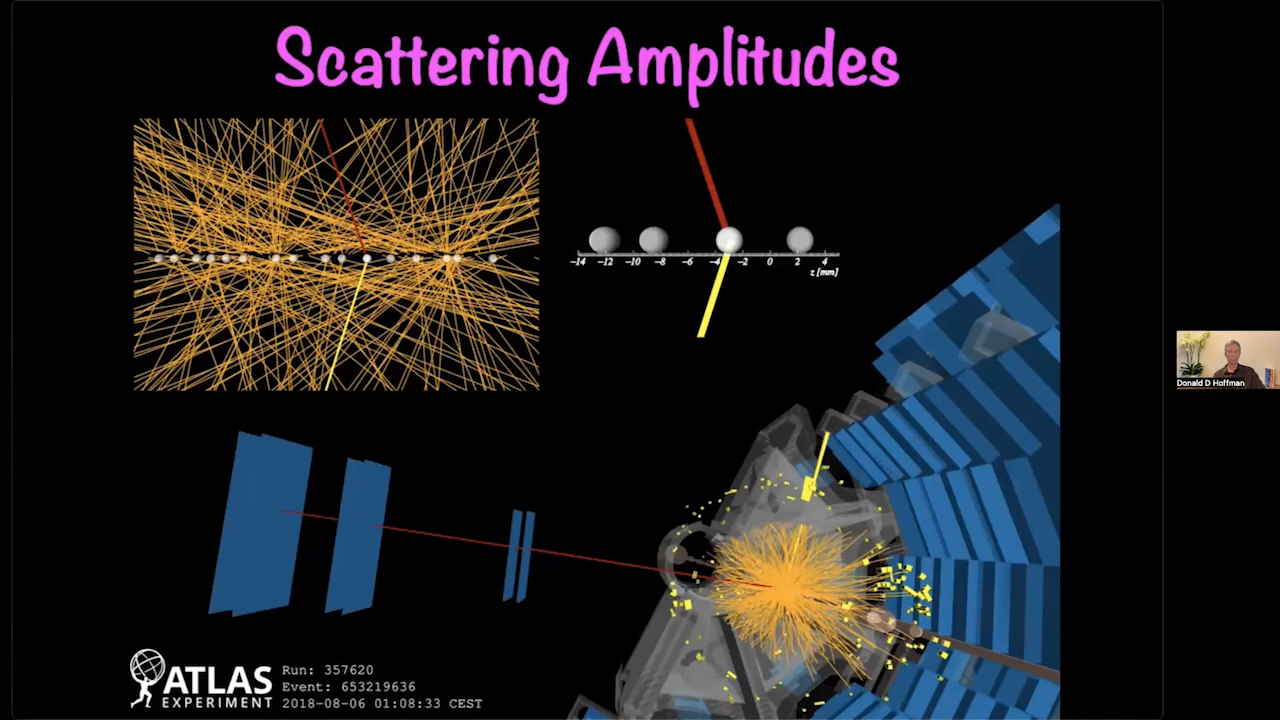 Scattering Amplitudes
-14 -12 -10 -8 -6 -4 -2 0 2 4
z [mm]
Donald D Hoffman
ATLAS
EXPERIMENT
Run: 357620
Event: 653219636
2018-08-06 01:08:33 CEST